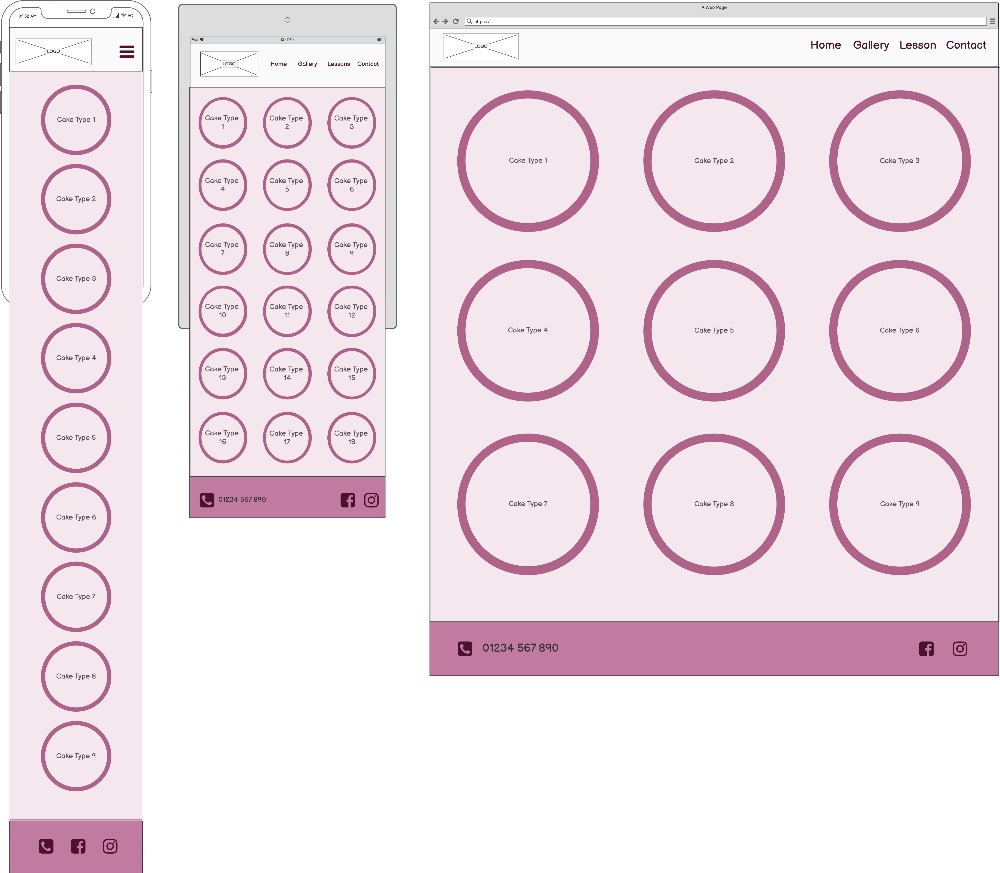 LOGO
Cake Type 1
Cake Type 2
Cake Type 3
Cake Type 4
Cake Type 5
Cake Type 6
Cake Type 7
Cake Type 8
Cake Type 9
LOGO
Home Gallery Lessons Contact
Cake Type
1
Cake Type
2
Cake Type
3
Cake Type
4
Cake Type
5
Cake Type
6
Cake Type
7
Cake Type
8
Cake Type
9
Cake Type
10
Cake Type
11
Cake Type
12
Cake Type
13
Cake Type
14
Cake Type
15
Cake Type
16
Cake Type
17
Cake Type
18
01234 567 890
A Web Page
https://
LOGO
Home Gallery Lesson Contact
Cake Type 1
Cake Type 2
Cake Type 3
Cake Type 4
Cake Type 5
Cake Type 6
Cake Type 7
Cake Type 8
Cake Type 9
01234 567 890